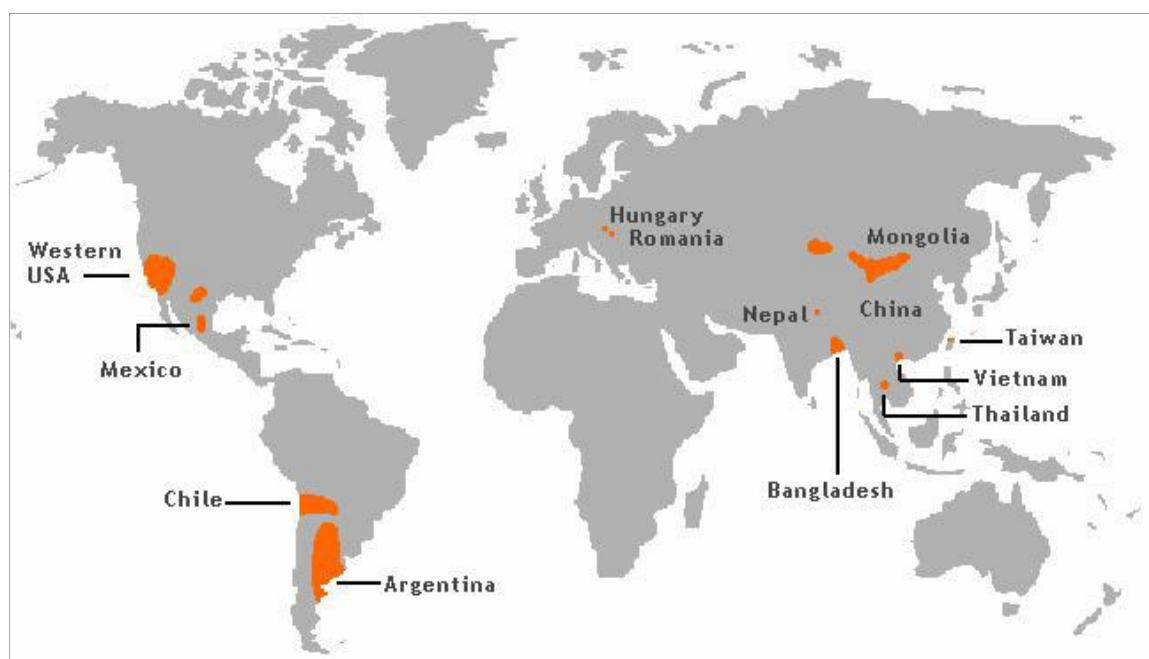 Hungary
Romania
Western
USA
Mongolia
Nepal
China
Taiwan
Mexico
Vietnam
Thailand
Bangladesh
Chile
Argentina